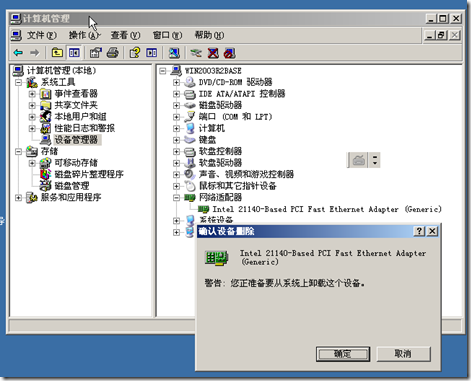 计算机管理
文件(F) 操作(A) 查看(V) 窗口(W) 帮助(H)
计算机管理(本地)
系统工具
事件查看器
共享文件夹
本地用户和组
性能日志和警报
设备管理器
存储
可移动存储
磁盘碎片整理程序
磁盘管理
服务和应用程序
WIN2003R2BASE
DVD/CD-ROM 驱动器
IDE ATA/ATAPI 控制器
磁盘驱动器
端口 (COM 和 LPT)
计算机
键盘
软盘控制器
软盘驱动器
声音、视频和游戏控制器
鼠标和其它指针设备
网络适配器
Intel 21140-Based PCI Fast Ethernet Adapter (Generic)
系统设备
确认设备删除
Intel 21140-Based PCI Fast Ethernet Adapter
(Generic)
警告: 您正准备要从系统上卸载这个设备。
确定 取消